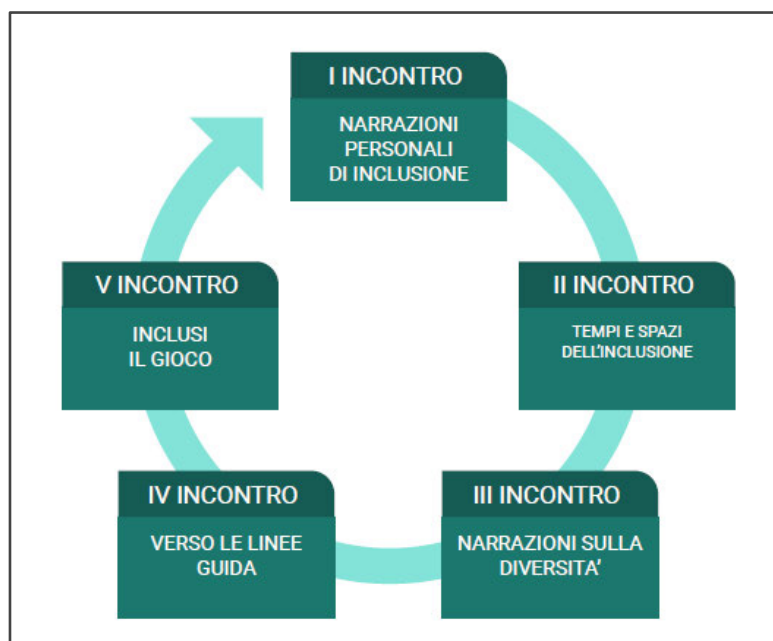 I INCONTRO
NARRAZIONI
PERSONALI
DI INCLUSIONE
II INCONTRO
TEMPI E SPAZI
DELL'INCLUSIONE
III INCONTRO
NARRAZIONI SULLA
DIVERSITA'
IV INCONTRO
VERSO LE LINEE
GUIDA
V INCONTRO
INCLUSI
IL GIOCO